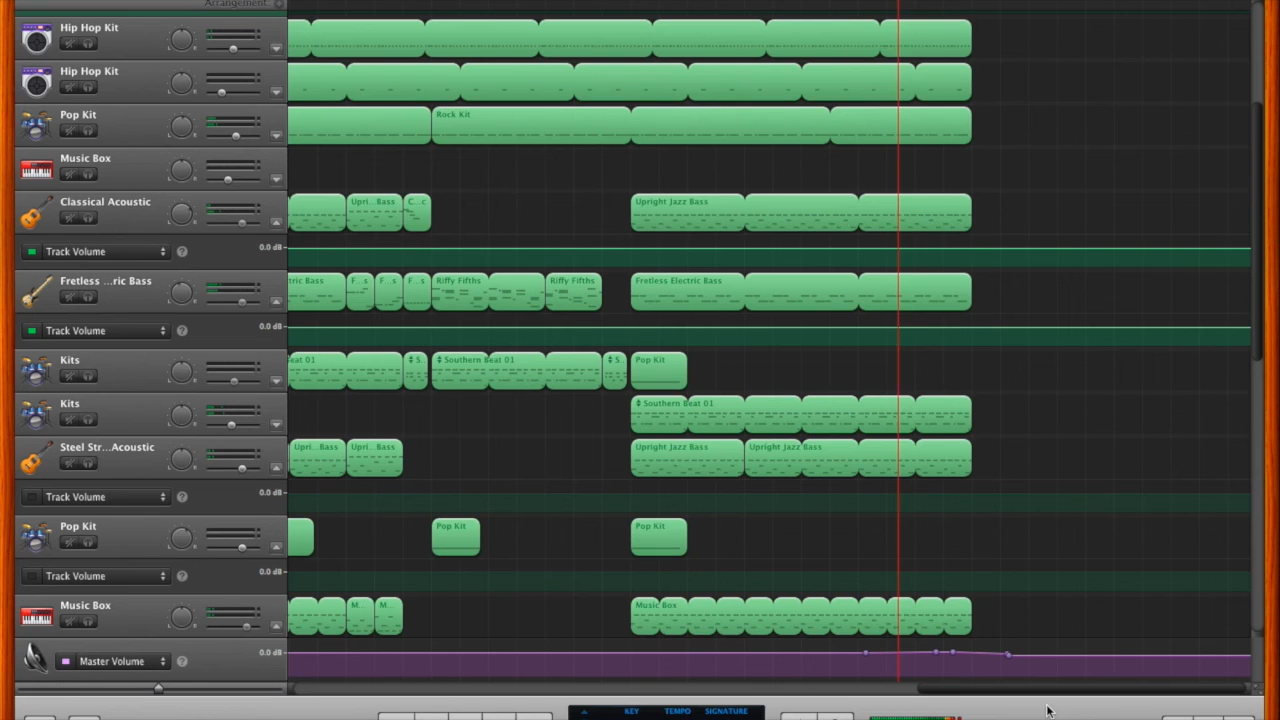 Arrangement:
Hip Hop Kit
Hip Hop Kit
Pop Kit
Rock Kit
Music Box
Classical Acoustic
Upri...Bass
C...c
Upright Jazz Bass
Track Volume
?
0.0 dB
Fretless ...ric Bass
tric Bass
F...s
F...s
F...s
Riffy Fifths
Riffy Fifths
Fretless Electric Bass
Track Volume
?
0.0 dB
Kits
eat 01
S..
Southern Beat 01
S..
Pop Kit
Kits
Southern Beat 01
Steel Str...Acoustic
Upri...Bass
Upri...Bass
Upright Jazz Bass
Upright Jazz Bass
Track Volume
?
0.0 dB
Pop Kit
Pop Kit
Pop Kit
Track Volume
?
0.0 dB
Music Box
M...
M...
Music Box
Master Volume
?
0.0 dB
KEY TEMPO SIGNATURE